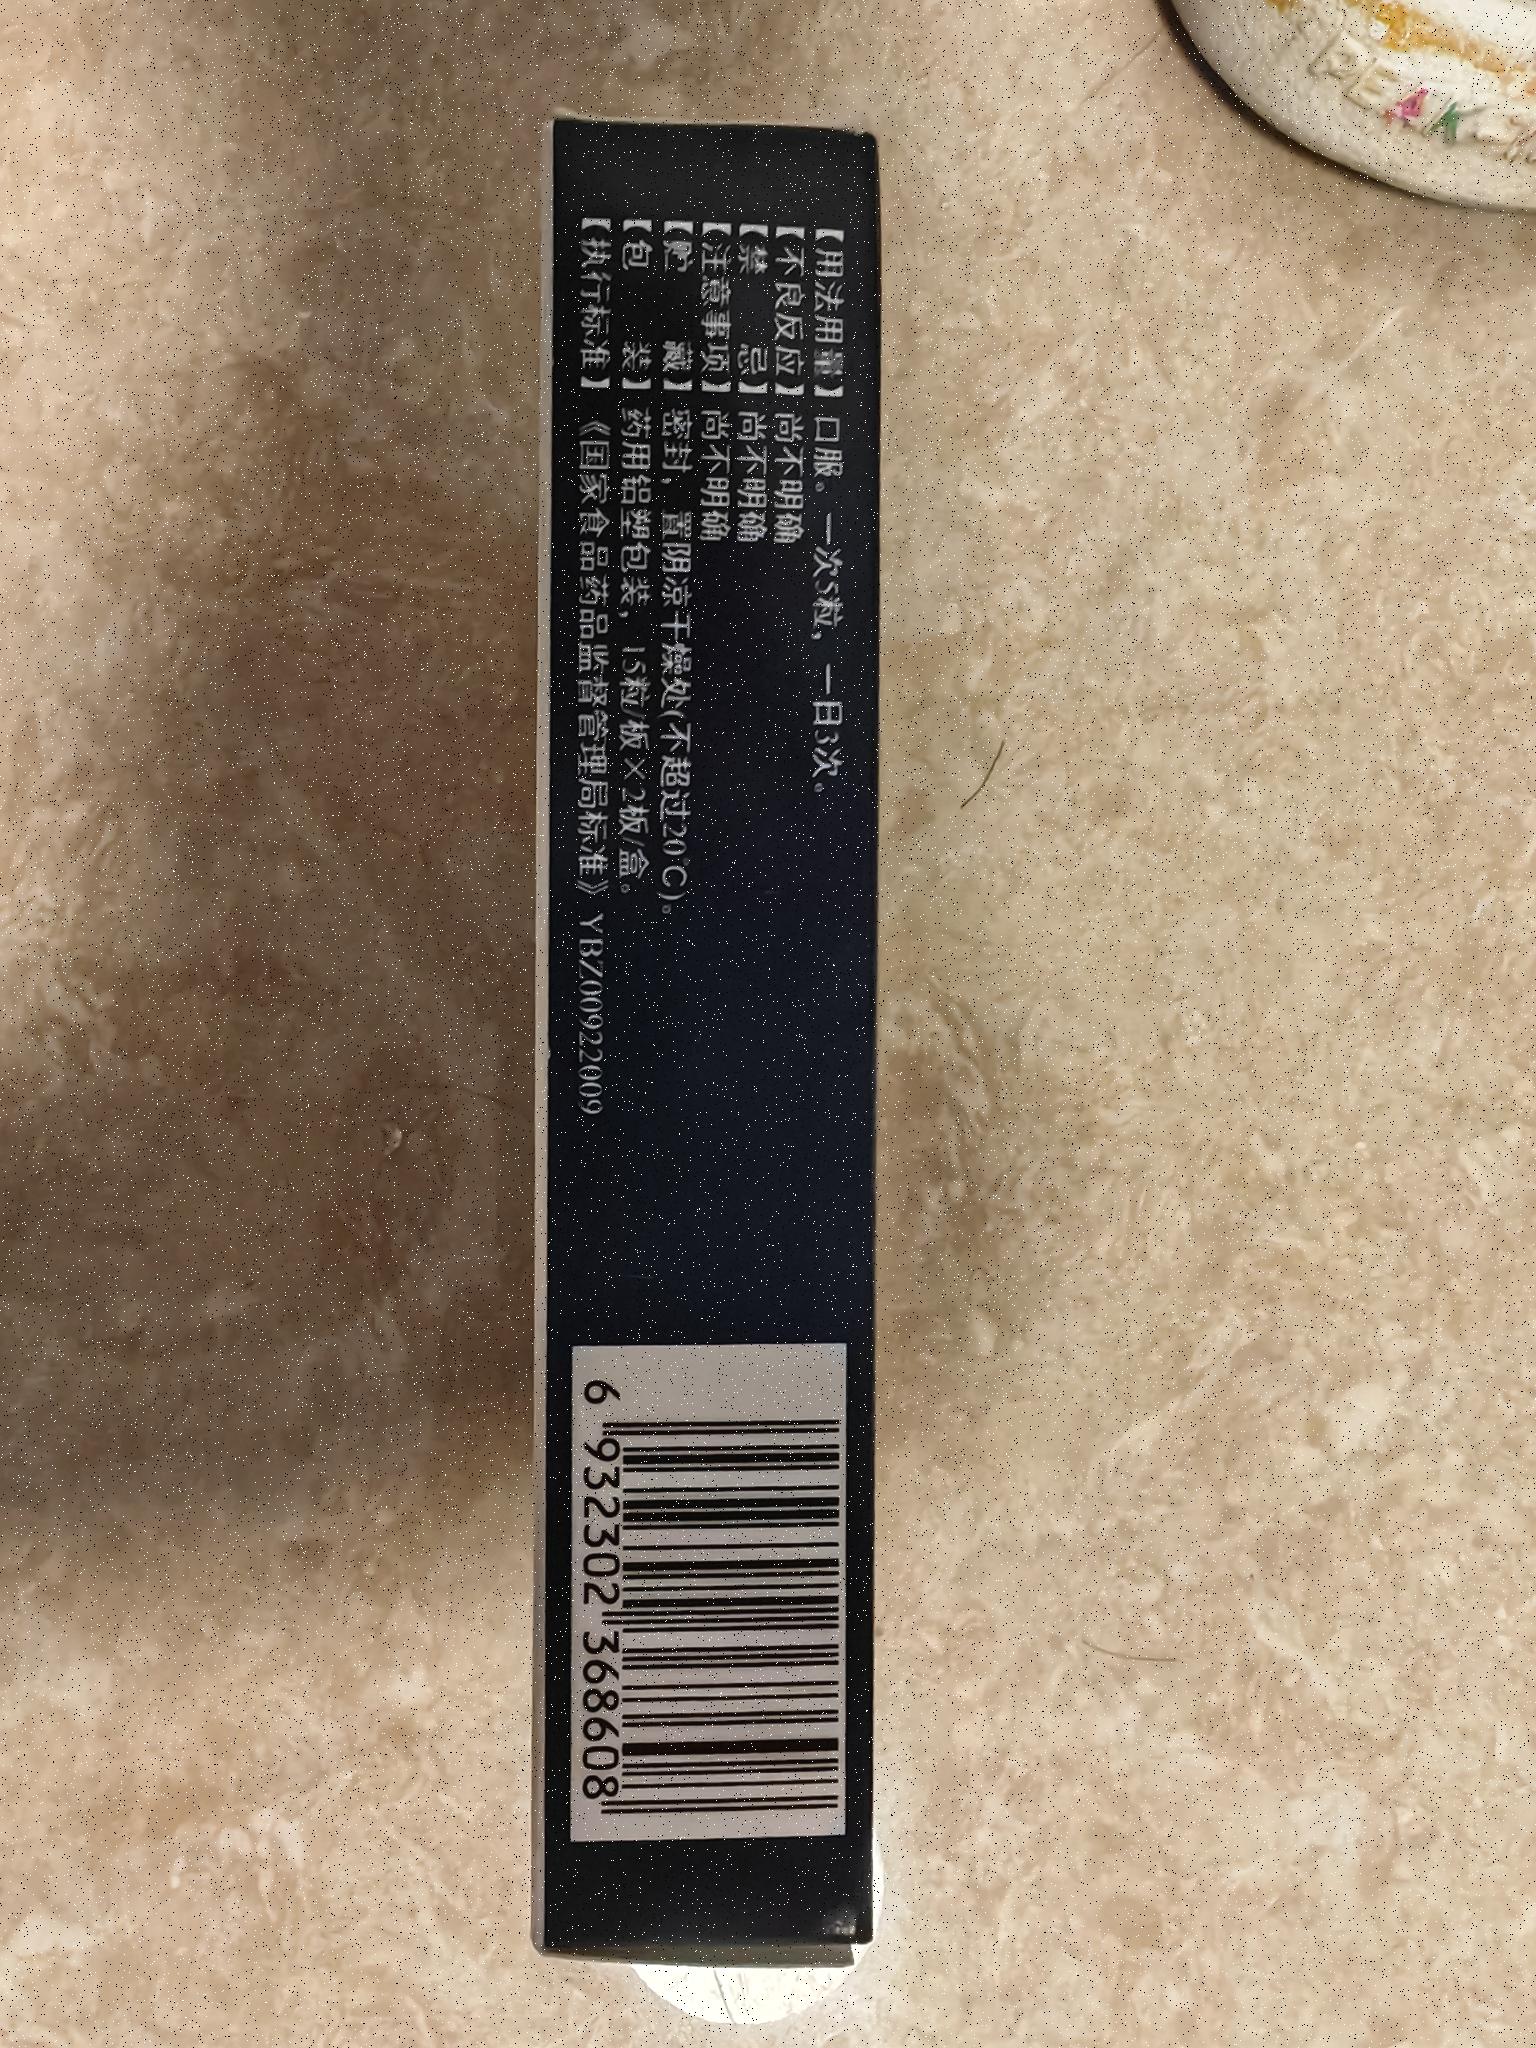 【用法用量】口服。一次5粒，一日3次。
【不良反应】尚不明确
【禁 忌】尚不明确
【注意事项】尚不明确
【贮 藏】密封，置阴凉干燥处(不超过20℃)。
【包 装】药用铝塑包装，15粒/板×2板/盒。
【执行标准】《国家食品药品监督管理局标准》YBZ00922009
6 932302 368608